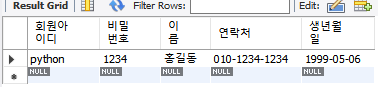 Result Grid Filter Rows: Edit:
회원아이디 비밀번호 이름 연락처 생년월일
python 1234 홍길동 010-1234-1234 1999-05-06
NULL NULL NULL NULL NULL